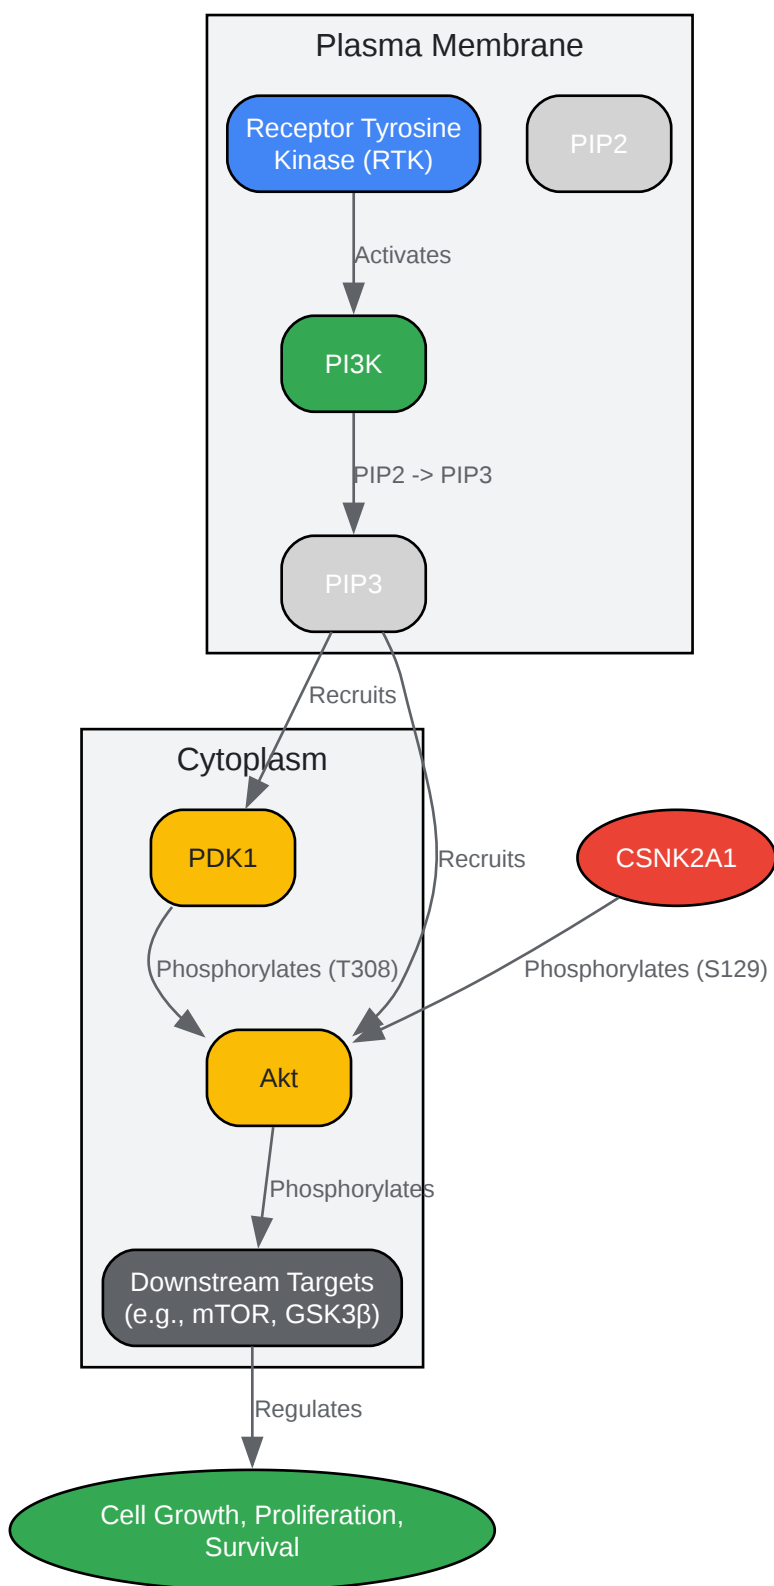 Plasma Membrane
Receptor Tyrosine
Kinase (RTK)
PIP2
Activates
PI3K
PIP2 -> PIP3
PIP3
Recruits
Cytoplasm
PDK1
Recruits
CSNK2A1
Phosphorylates (T308)
Phosphorylates (S129)
Akt
Phosphorylates
Downstream Targets
(e.g., mTOR, GSK3β)
Regulates
Cell Growth, Proliferation,
Survival